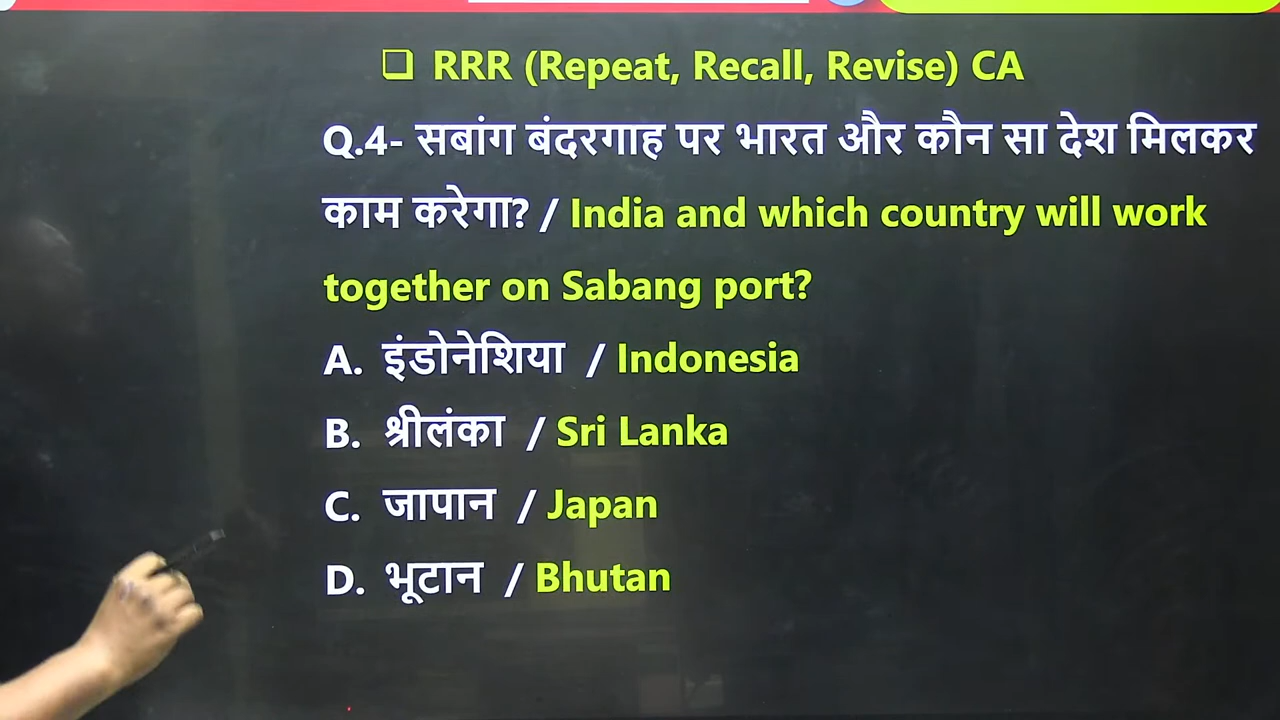 ❑ RRR (Repeat, Recall, Revise) CA
Q.4- सबांग बंदरगाह पर भारत और कौन सा देश मिलकर
काम करेगा? / India and which country will work
together on Sabang port?
A. इंडोनेशिया / Indonesia
B. श्रीलंका / Sri Lanka
C. जापान / Japan
D. भूटान / Bhutan